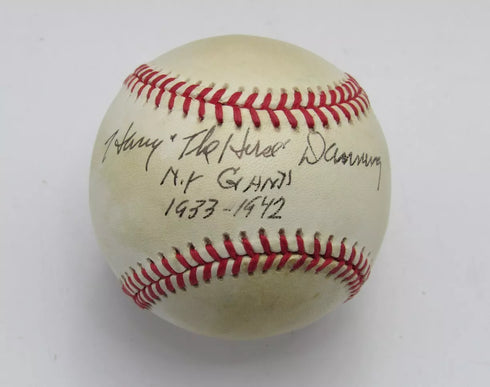 Harry "The Horse" Danning
N.Y GIANTS
1933-1942